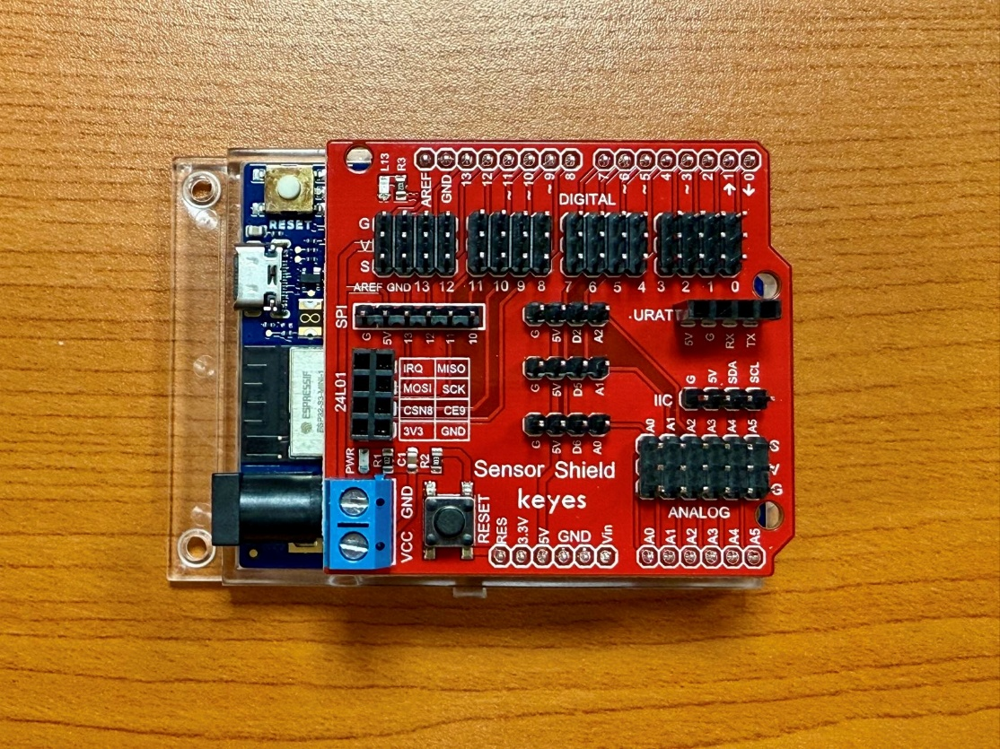 L13
R3
RESET
AREF
GND
13
12
~11
~10
~9
8
7
~6
~5
4
~3
2
1
0
DIGITAL
G
V
S
AREF GND 13 12
11 10 9 8
7 6 5 4
3 2 1 0
SPI
G
5V
13
12
11
10
G
5V
D2
A2
.URATT
5V
G
RX
TX
G
5V
D5
A1
24L01
IRQ MISO
MOSI SCK
CSN8 CE9
3V3 GND
ESPRESSIF
ESP32-S3-MINI-1
IIC
G
5V
SDA
SCL
G
5V
D6
A0
A0
A1
A2
A3
A4
A5
S
V
G
PWR
R1
C1
R2
Sensor Shield
keyes
ANALOG
GND
VCC
RESET
RES
3.3V
5V
GND
Vin
A0
A1
A2
A3
A4
A5